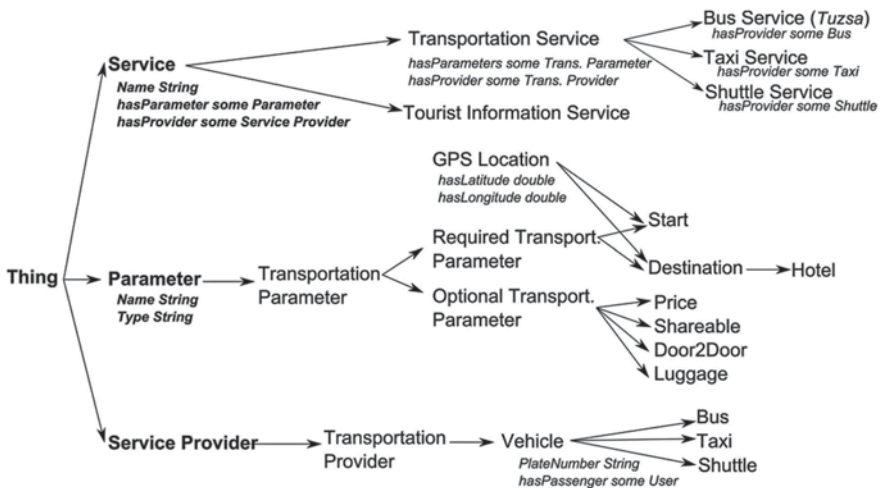 Bus Service (Tuzsa)
hasProvider some Bus
Transportation Service
hasParameters some Trans. Parameter
hasProvider some Trans. Provider
Taxi Service
hasProvider some Taxi
Shuttle Service
hasProvider some Shuttle
Service
Name String
hasParameter some Parameter
hasProvider some Service Provider
Tourist Information Service
GPS Location
hasLatitude double
hasLongitude double
Start
Required Transport.
Parameter
Destination
Hotel
Thing
Parameter
Name String
Type String
Transportation
Parameter
Optional Transport.
Parameter
Price
Shareable
Door2Door
Luggage
Service Provider
Transportation
Provider
Vehicle
PlateNumber String
hasPassenger some User
Bus
Taxi
Shuttle